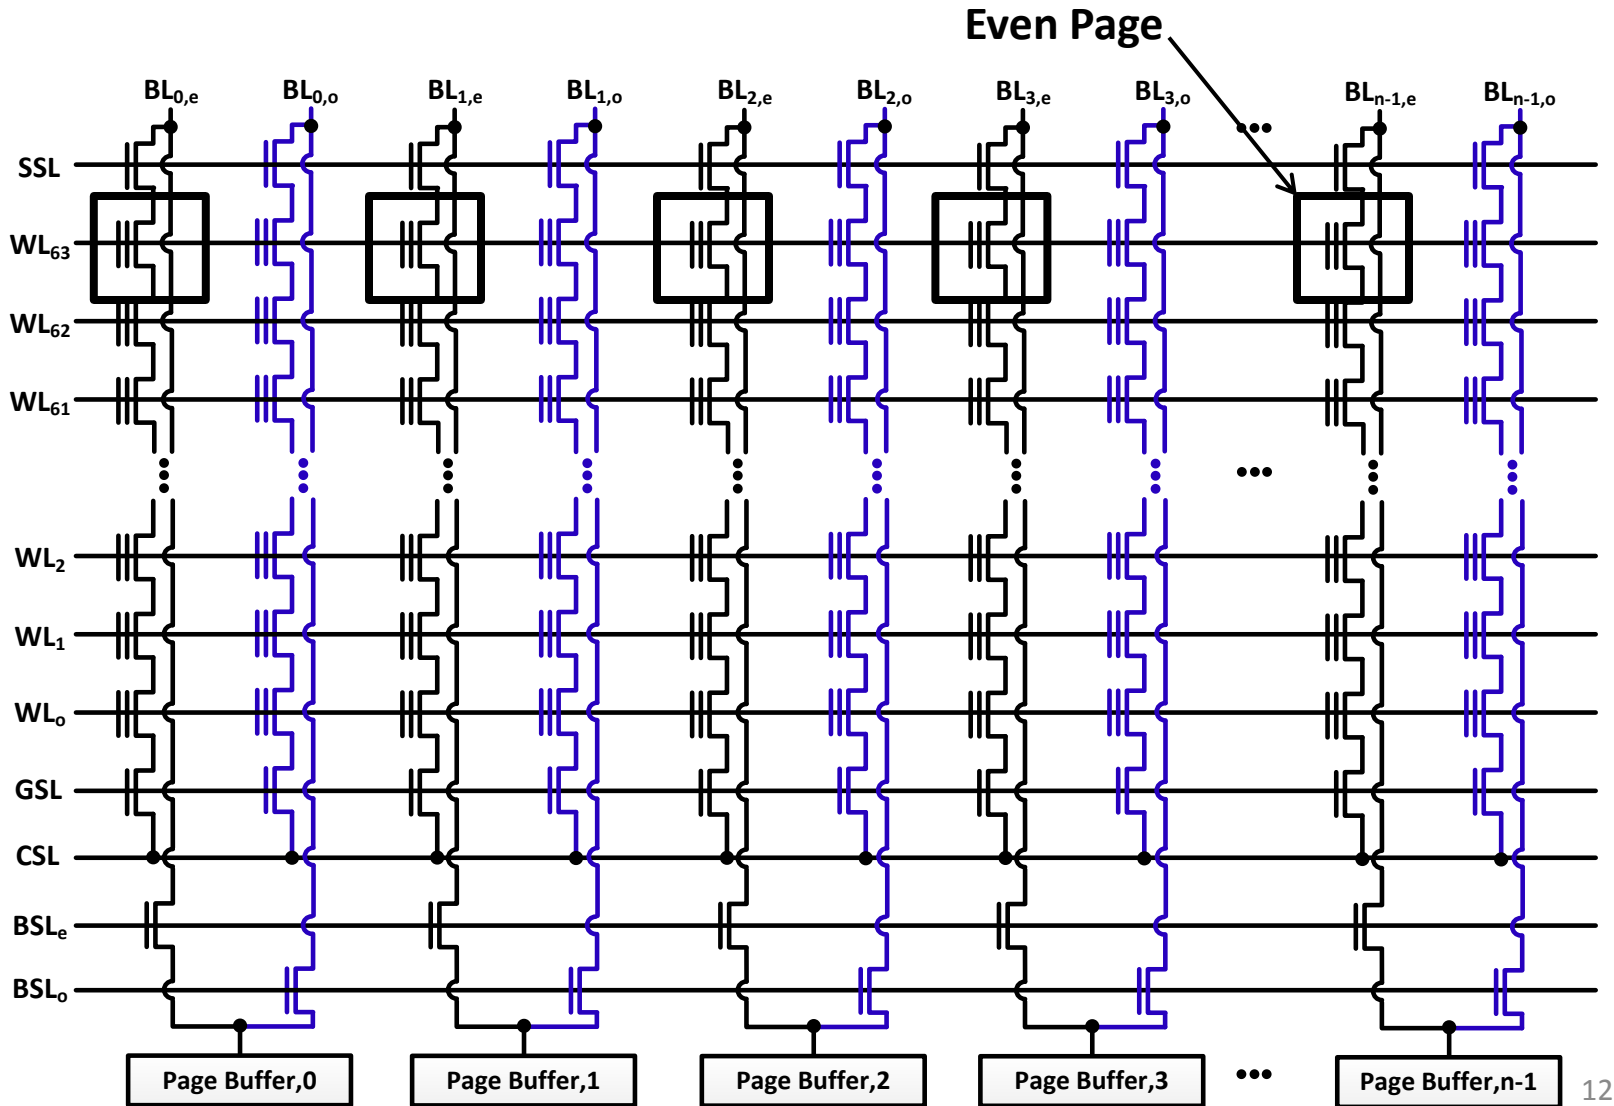 Even Page
BL0,e BL0,o BL1,e BL1,o BL2,e BL2,o BL3,e BL3,o ... BLn-1,e BLn-1,o
SSL
WL63
WL62
WL61
...
WL2
WL1
WLo
GSL
CSL
BSLe
BSLo
Page Buffer,0 Page Buffer,1 Page Buffer,2 Page Buffer,3 ... Page Buffer,n-1
12